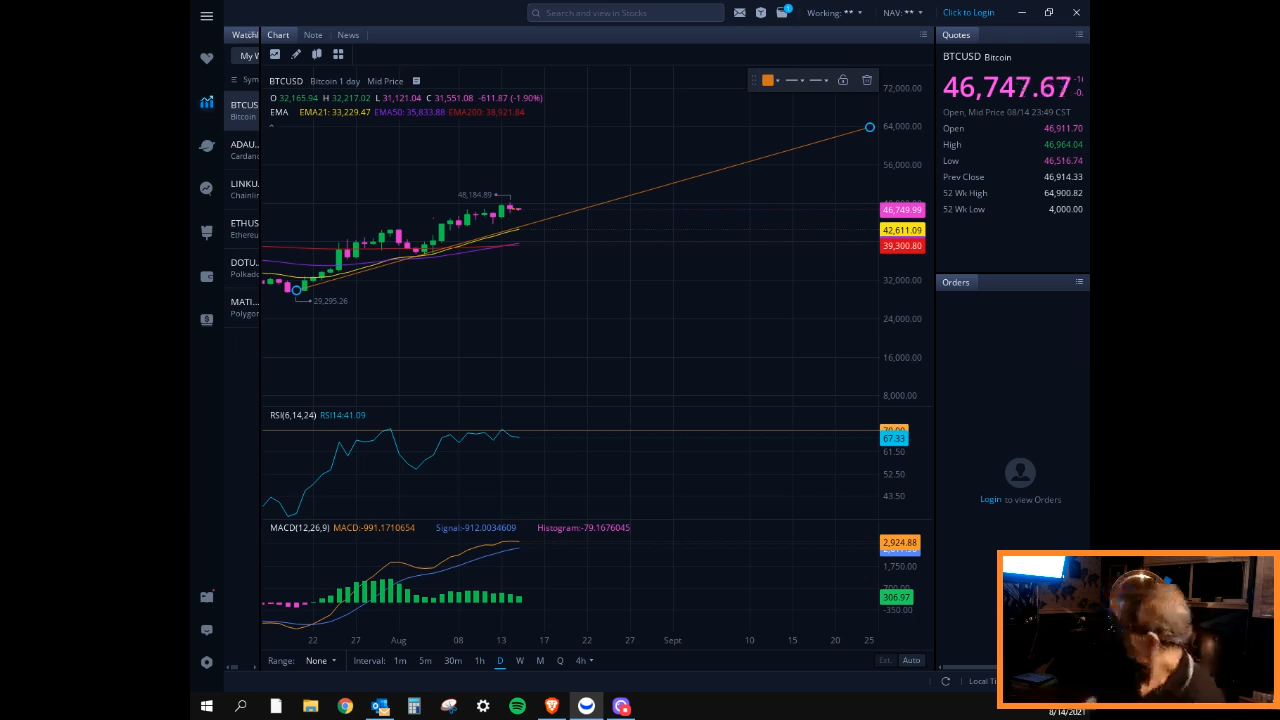 Search and view in Stocks
1
Working: **
NAV: **
Click to Login
Chart
Note
News
Quotes
My W
Sym
BTCUSD Bitcoin 1 day Mid Price
O 32,165.94 H 32,217.02 L 31,121.04 C 31,551.08 -611.87 (-1.90%)
EMA EMA21: 33,229.47 EMA50: 35,833.88 EMA200: 38,921.84
BTCUS
Bitcoin
ADAU...
Cardano
LINKU...
Chainlin
ETHUS
Ethereu
DOTU...
Polkado
MATI...
Polygor
72,000.00
64,000.00
56,000.00
46,749.99
42,611.09
39,300.80
32,000.00
24,000.00
16,000.00
8,000.00
48,184.89
29,295.26
BTCUSD Bitcoin
46,747.67
Open, Mid Price 08/14 23:49 CST
Open 46,911.70
High 46,964.04
Low 46,516.74
Prev Close 46,914.33
52 Wk High 64,900.82
52 Wk Low 4,000.00
Orders
Login to view Orders
RSI(6,14,24) RSI14:41.09
70.00
67.33
61.50
52.50
43.50
MACD(12,26,9) MACD:-991.1710654 Signal:-912.0034609 Histogram:-79.1676045
2,924.88
1,750.00
700.00
306.97
-350.00
22 27 Aug 08 13 17 22 27 Sept 10 15 20 25
Range: None Interval: 1m 5m 30m 1h D W M Q 4h Ext. Auto
Local Ti
8/14/2021